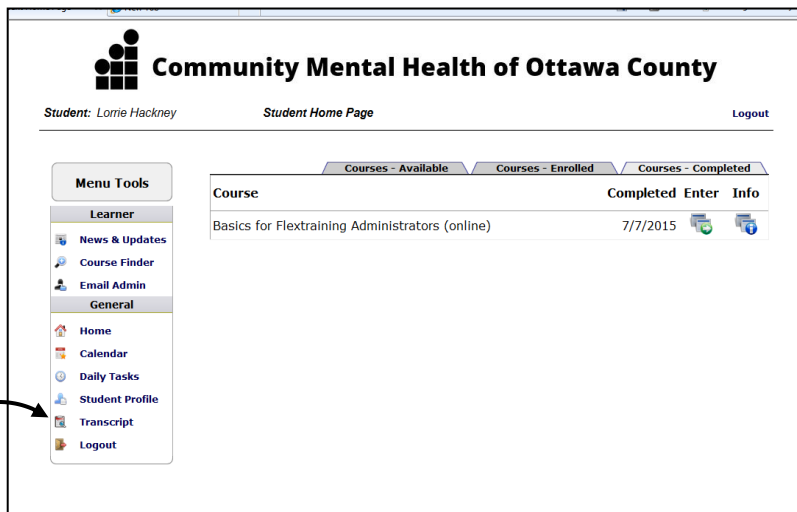 Community Mental Health of Ottawa County
Student: Lorrie Hackney Student Home Page Logout
Courses - Available Courses - Enrolled Courses - Completed
Menu Tools
Course Completed Enter Info
Basics for Flextraining Administrators (online) 7/7/2015
Learner
News & Updates
Course Finder
Email Admin
General
Home
Calendar
Daily Tasks
Student Profile
Transcript
Logout